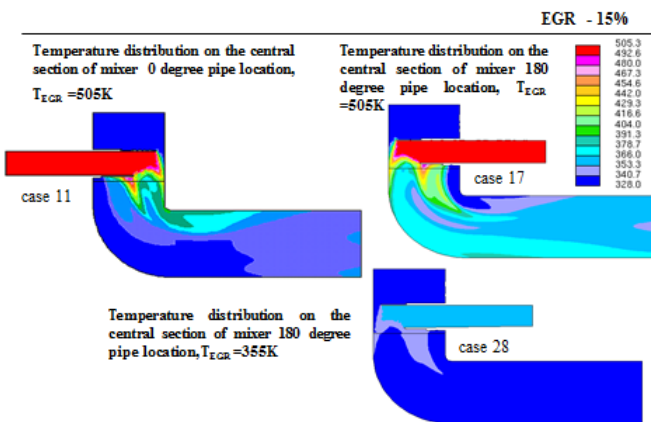 EGR - 15%
Temperature distribution on the central
section of mixer 0 degree pipe location,
TEGR =505K
Temperature distribution on the
central section of mixer 180
degree pipe location, TEGR
=505K
505.3
492.6
480.0
467.3
454.6
442.0
429.3
416.6
404.0
391.3
378.7
366.0
353.3
340.7
328.0
case 11
case 17
Temperature distribution on the
central section of mixer 180 degree
pipe location,TEGR=355K
case 28